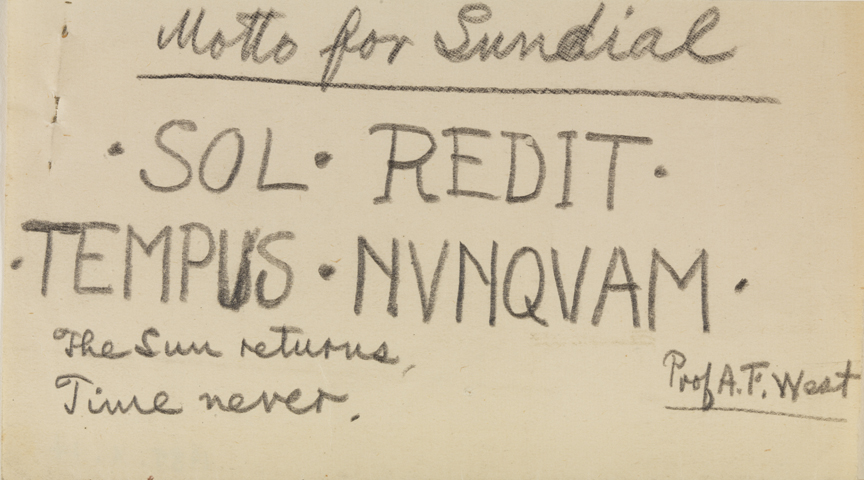 Motto for Sundial
· SOL · REDIT ·
· TEMPUS · NVNQVAM ·
The Sun returns,
Time never.
Prof A. F. West